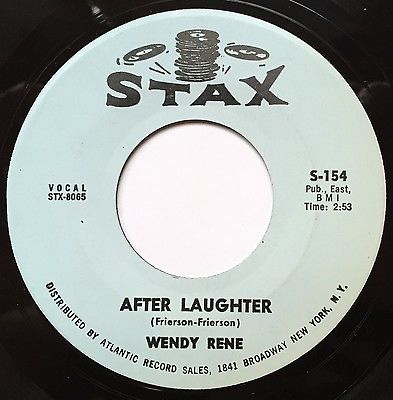 STAX
VOCAL
STX-8065
S-154
Pub., East,
BMI
Time: 2:53
AFTER LAUGHTER
(Frierson-Frierson)
WENDY RENE
DISTRIBUTED BY ATLANTIC RECORD SALES, 1841 BROADWAY NEW YORK, N. Y.